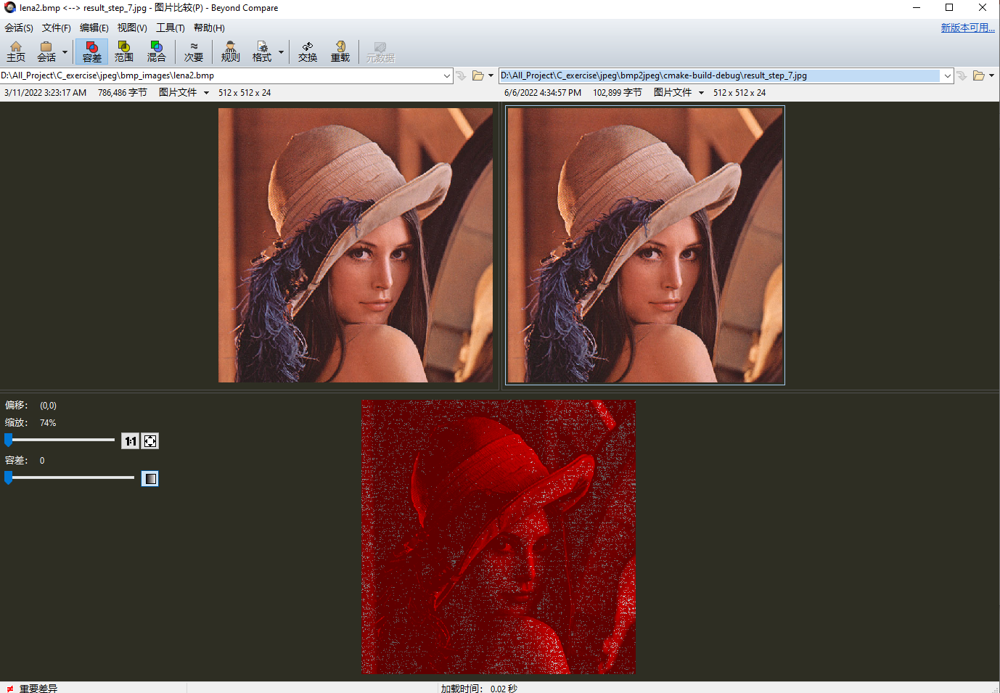 lena2.bmp <--> result_step_7.jpg - 图片比较(P) - Beyond Compare
会话(S) 文件(F) 编辑(E) 视图(V) 工具(T) 帮助(H) 新版本可用...
主页 会话 容差 范围 混合 次要 规则 格式 交换 重载 元数据
D:\All_Project\C_exercise\jpeg\bmp_images\lena2.bmp D:\All_Project\C_exercise\jpeg\bmp2jpeg\cmake-build-debug\result_step_7.jpg
3/11/2022 3:23:17 AM 786,486 字节 图片文件 512 x 512 x 24 6/6/2022 4:34:57 PM 102,899 字节 图片文件 512 x 512 x 24
偏移: (0,0)
缩放: 74%
1:1
容差: 0
重要差异 加载时间: 0.02 秒